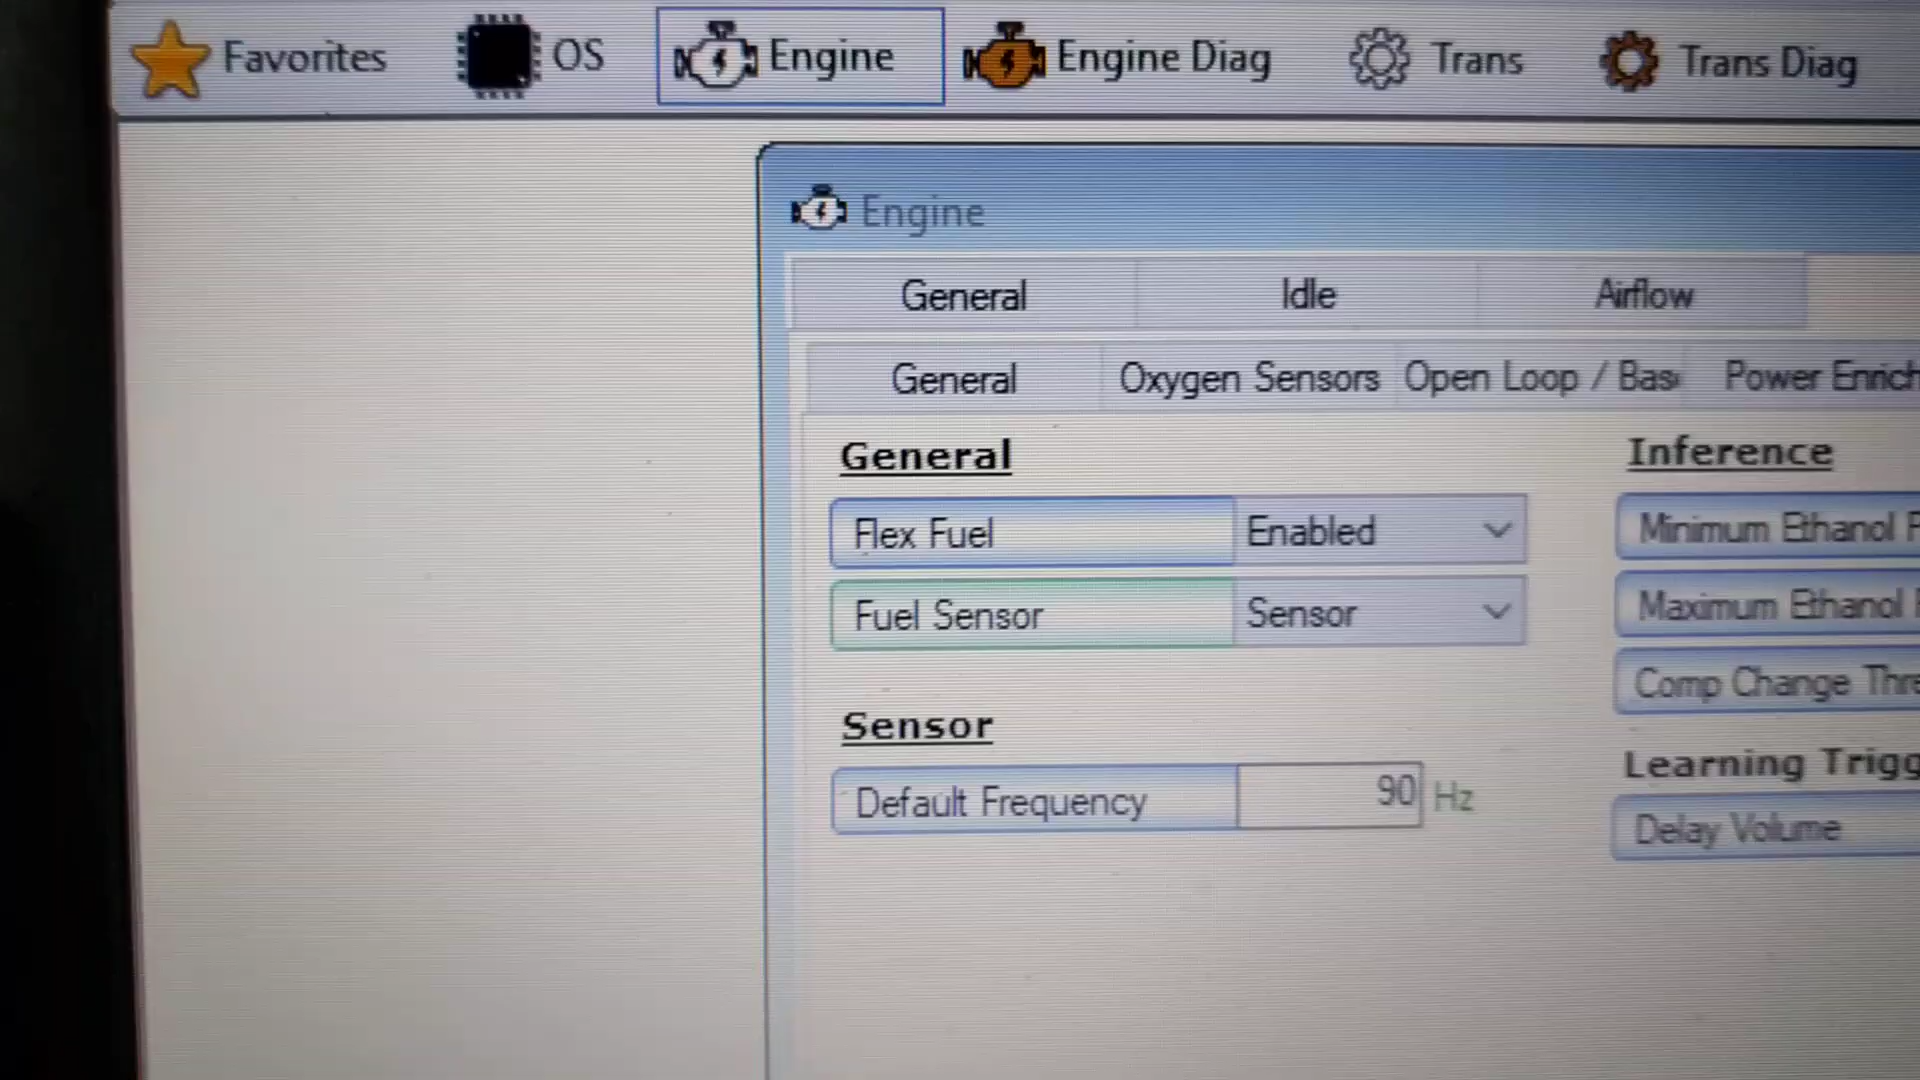 Favorites OS Engine Engine Diag Trans Trans Diag
Engine
General Idle Airflow
General Oxygen Sensors Open Loop / Bas Power Enrich
General Inference
Flex Fuel Enabled Minimum Ethanol P
Fuel Sensor Sensor Maximum Ethanol
Comp Change Thre
Sensor Learning Trigg
Default Frequency 90 Hz Delay Volume